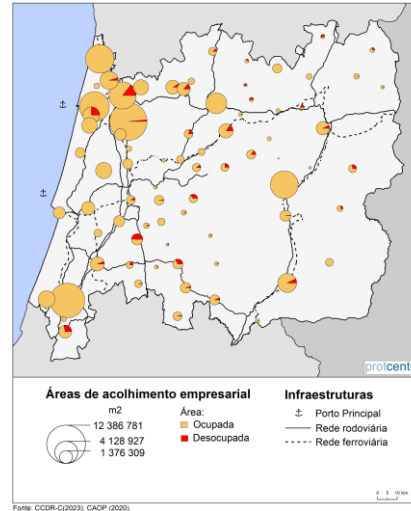 protcentro
Áreas de acolhimento empresarial
m2
12 386 781
4 128 927
1 376 309
Área:
Ocupada
Desocupada
Infraestruturas
Porto Principal
Rede rodoviária
Rede ferroviária
0 5 10 Km
Fonte: CCDR-C(2023); CAOP (2020).